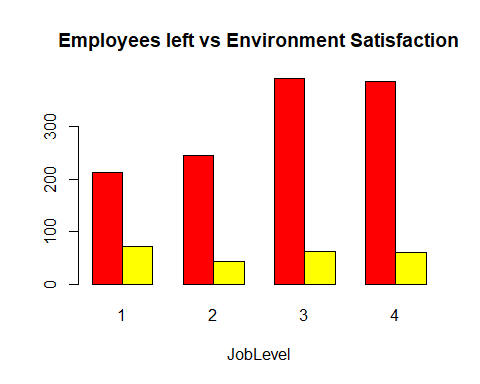 Employees left vs Environment Satisfaction
300
200
100
0
1 2 3 4
JobLevel